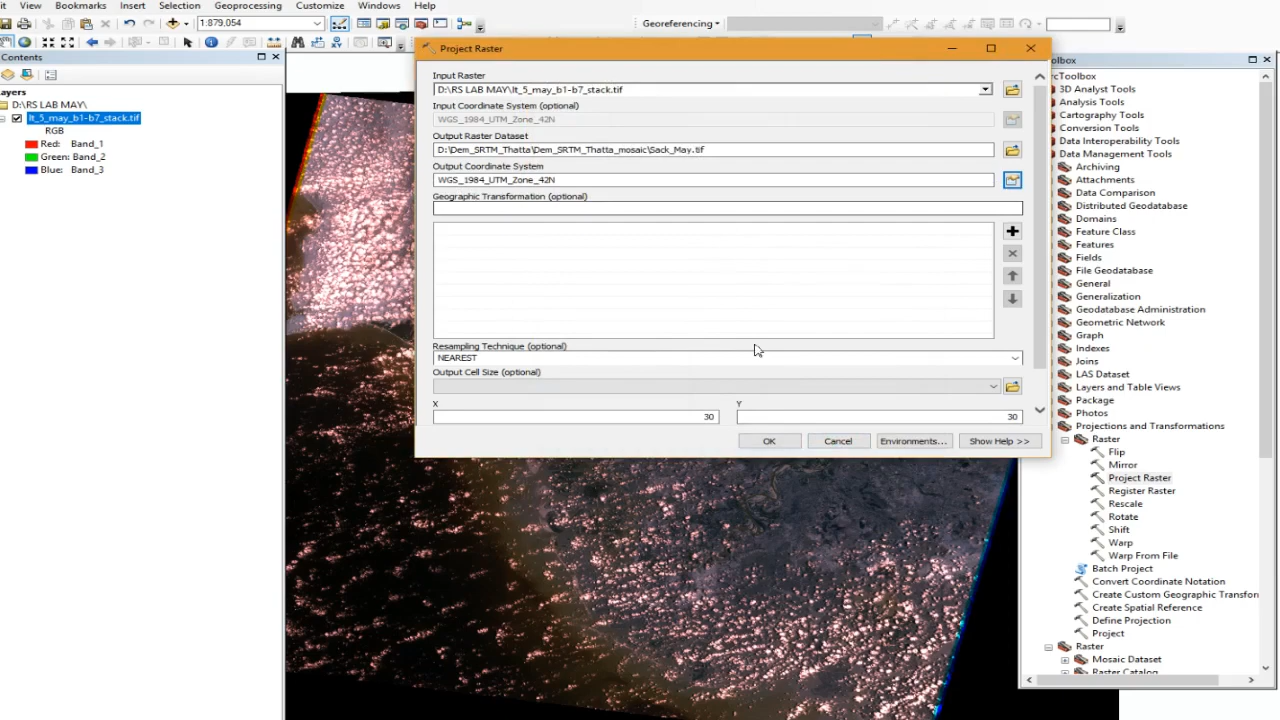 it View Bookmarks Insert Selection Geoprocessing Customize Windows Help
1:879.054 Georeferencing
Contents
ayers
D:\RS LAB MAY\
lt_5_may_b1-b7_stack.tif
RGB
Red: Band_1
Green: Band_2
Blue: Band_3
Project Raster
Input Raster
D:\RS LAB MAY\lt_5_may_b1-b7_stack.tif
Input Coordinate System (optional)
WGS_1984_UTM_Zone_42N
Output Raster Dataset
D:\Dem_SRTM_Thatta\Dem_SRTM_Thatta_mosaic\Sack_May.tif
Output Coordinate System
WGS_1984_UTM_Zone_42N
Geographic Transformation (optional)
Resampling Technique (optional)
NEAREST
Output Cell Size (optional)
X Y
30 30
OK Cancel Environments... Show Help >>
oolbox
rcToolbox
3D Analyst Tools
Analysis Tools
Cartography Tools
Conversion Tools
Data Interoperability Tools
Data Management Tools
Archiving
Attachments
Data Comparison
Distributed Geodatabase
Domains
Feature Class
Features
Fields
File Geodatabase
General
Generalization
Geodatabase Administration
Geometric Network
Graph
Indexes
Joins
LAS Dataset
Layers and Table Views
Package
Photos
Projections and Transformations
Raster
Flip
Mirror
Project Raster
Register Raster
Rescale
Rotate
Shift
Warp
Warp From File
Batch Project
Convert Coordinate Notation
Create Custom Geographic Transfor
Create Spatial Reference
Define Projection
Project
Raster
Mosaic Dataset
Raster Catalog